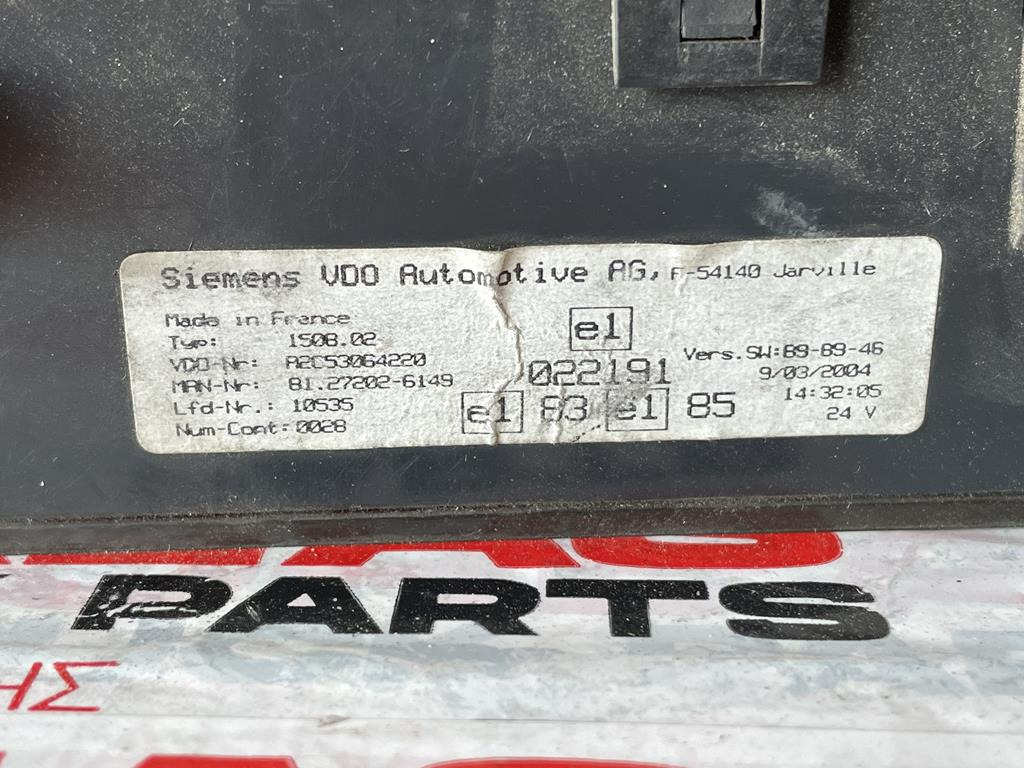 Siemens VDO Automotive AG, F-54140 Jarville
Made in France
Typ: 1508.02
VDO-Nr: A2C53064220
MAN-Nr: 81.27202-6149
Lfd-Nr.: 10535
Num-Cont: 0028
e1
022191
e1 83 e1 85
Vers.SW: 89-89-46
9/03/2004
14:32:05
24 V
PARTS
ΗΣ